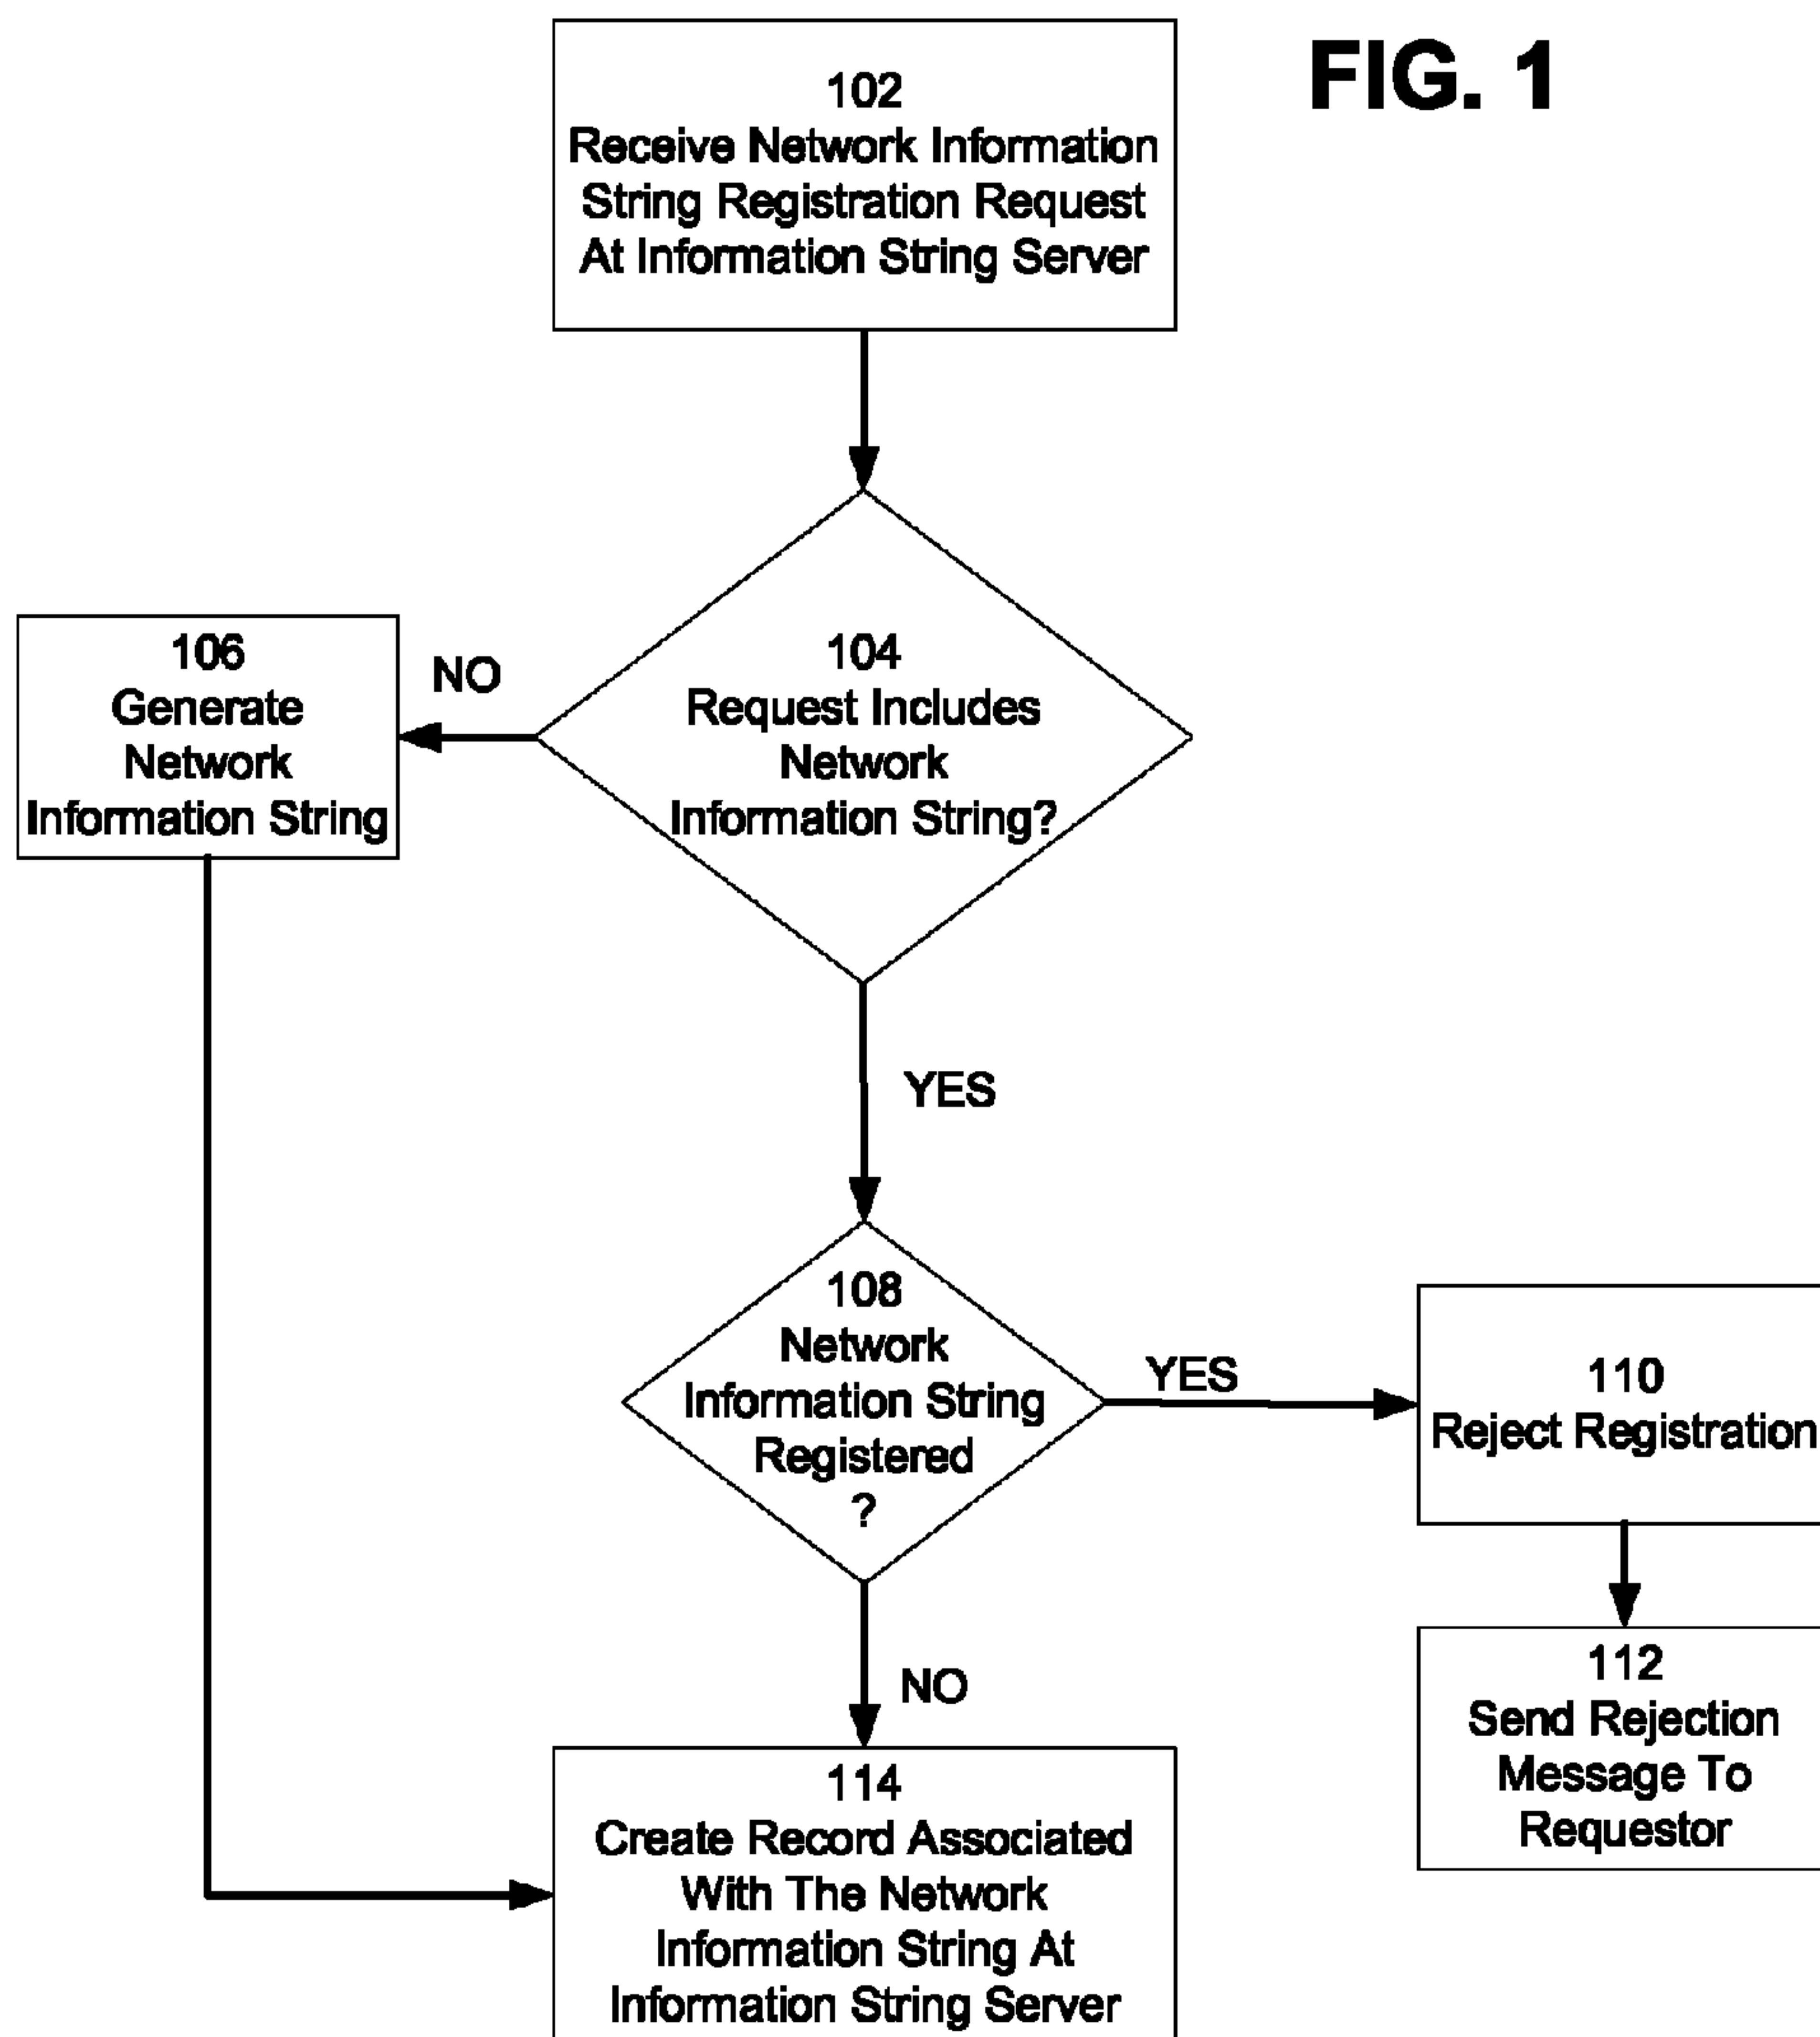 FIG. 1
102
Receive Network Information
String Registration Request
At Information String Server
104
Request Includes
Network
Information String?
NO
106
Generate
Network
Information String
YES
108
Network
Information String
Registered
?
YES
110
Reject Registration
112
Send Rejection
Message To
Requestor
NO
114
Create Record Associated
With The Network
Information String At
Information String Server